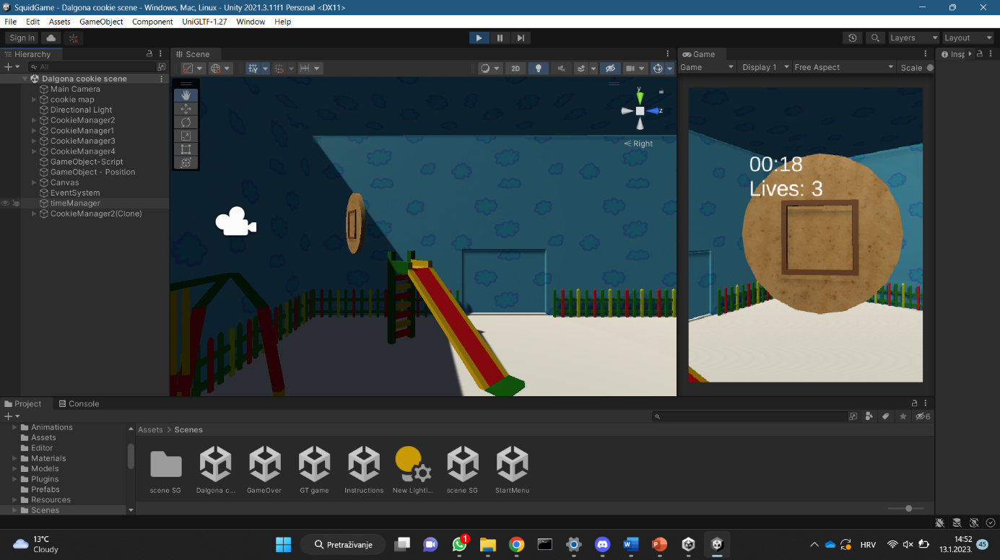 SquidGame - Dalgona cookie scene - Windows, Mac, Linux - Unity 2021.3.11f1 Personal <DX11>
File Edit Assets GameObject Component UniGLTF-1.27 Window Help
Sign in Layers Layout
Hierarchy
All
Dalgona cookie scene
Main Camera
cookie map
Directional Light
CookieManager2
CookieManager1
CookieManager3
CookieManager4
GameObject-Script
GameObject - Position
Canvas
EventSystem
timeManager
CookieManager2(Clone)
Scene
2D
y
z
Right
Game
Game Display 1 Free Aspect Scale
00:18
Lives: 3
Insp
Project Console
6
Animations
Assets
Editor
Materials
Models
Plugins
Prefabs
Resources
Scenes
Assets > Scenes
scene SG Dalgona c... GameOver GT game Instructions New Lighti... scene SG StartMenu
13°C
Cloudy
Pretraživanje
1
HRV
14:52
13.1.2023.
45